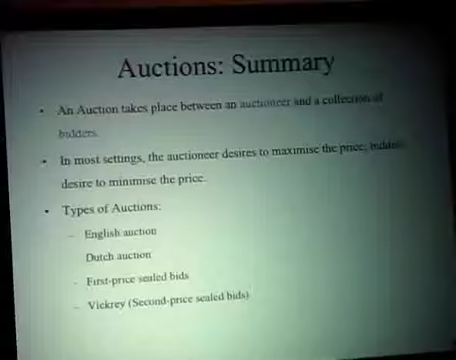 Auctions: Summary
• An Auction takes place between an auctioneer and a collection of
bidders.
• In most settings, the auctioneer desires to maximise the price; bidders
desire to minimise the price.
• Types of Auctions:
– English auction
Dutch auction
– First-price sealed bids
– Vickrey (Second-price sealed bids)